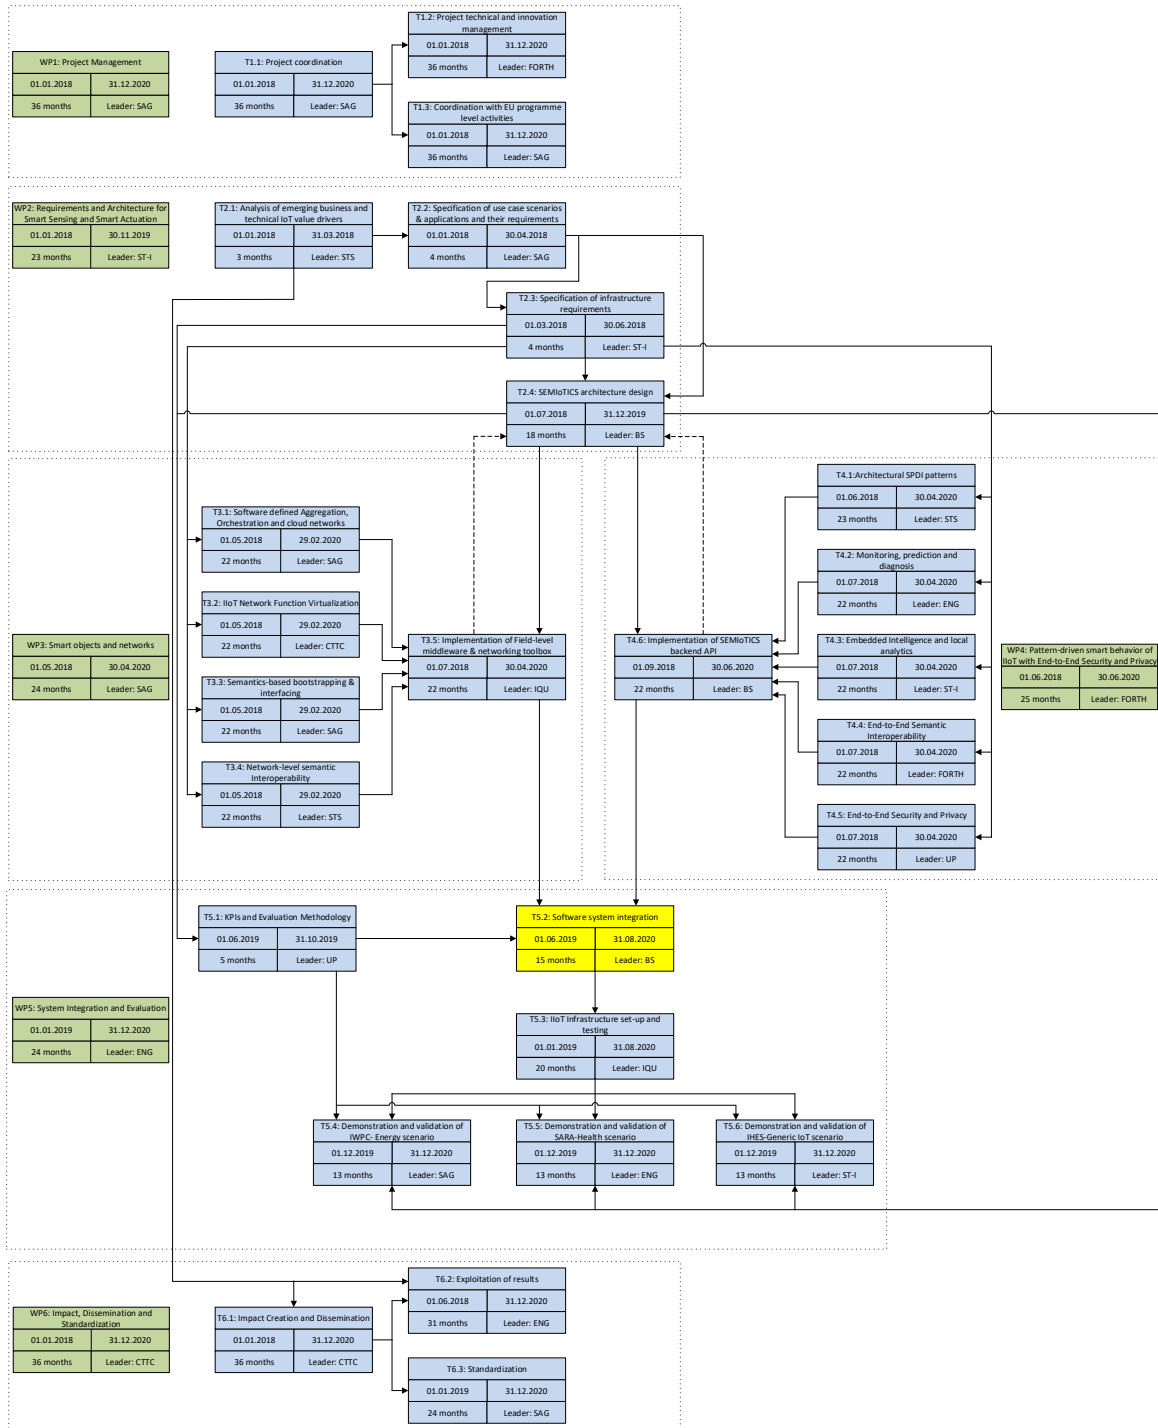 WP1: Project Management
01.01.2018 31.12.2020
36 months Leader: SAG
T1.1: Project coordination
01.01.2018 31.12.2020
36 months Leader: SAG
T1.2: Project technical and innovation
management
01.01.2018 31.12.2020
36 months Leader: FORTH
T1.3: Coordination with EU programme
level activities
01.01.2018 31.12.2020
36 months Leader: SAG
WP2: Requirements and Architecture for
Smart Sensing and Smart Actuation
01.01.2018 30.11.2019
23 months Leader: ST-I
T2.1: Analysis of emerging business and
technical IoT value drivers
01.01.2018 31.03.2018
3 months Leader: STS
T2.2: Specification of use case scenarios
& applications and their requirements
01.01.2018 30.04.2018
4 months Leader: SAG
T2.3: Specification of infrastructure
requirements
01.03.2018 30.06.2018
4 months Leader: ST-I
T2.4: SEMIoTICS architecture design
01.07.2018 31.12.2019
18 months Leader: BS
WP3: Smart objects and networks
01.05.2018 30.04.2020
24 months Leader: SAG
T3.1: Software defined Aggregation,
Orchestration and cloud networks
01.05.2018 29.02.2020
22 months Leader: SAG
T3.2: IIoT Network Function Virtualization
01.05.2018 29.02.2020
22 months Leader: CTTC
T3.3: Semantics-based bootstrapping &
interfacing
01.05.2018 29.02.2020
22 months Leader: SAG
T3.4: Network-level semantic
Interoperability
01.05.2018 29.02.2020
22 months Leader: STS
T3.5: Implementation of Field-level
middleware & networking toolbox
01.07.2018 30.04.2020
22 months Leader: IQU
T4.6: Implementation of SEMIoTICS
backend API
01.09.2018 30.06.2020
22 months Leader: BS
T4.1:Architectural SPDI patterns
01.06.2018 30.04.2020
23 months Leader: STS
T4.2: Monitoring, prediction and
diagnosis
01.07.2018 30.04.2020
22 months Leader: ENG
T4.3: Embedded Intelligence and local
analytics
01.07.2018 30.04.2020
22 months Leader: ST-I
T4.4: End-to-End Semantic
Interoperability
01.07.2018 30.04.2020
22 months Leader: FORTH
T4.5: End-to-End Security and Privacy
01.07.2018 30.04.2020
22 months Leader: UP
WP4: Pattern-driven smart behavior of
IIoT with End-to-End Security and Privacy
01.06.2018 30.06.2020
25 months Leader: FORTH
WP5: System Integration and Evaluation
01.01.2019 31.12.2020
24 months Leader: ENG
T5.1: KPIs and Evaluation Methodology
01.06.2019 31.10.2019
5 months Leader: UP
T5.2: Software system integration
01.06.2019 31.08.2020
15 months Leader: BS
T5.3: IIoT Infrastructure set-up and
testing
01.01.2019 31.08.2020
20 months Leader: IQU
T5.4: Demonstration and validation of
IWPC- Energy scenario
01.12.2019 31.12.2020
13 months Leader: SAG
T5.5: Demonstration and validation of
SARA-Health scenario
01.12.2019 31.12.2020
13 months Leader: ENG
T5.6: Demonstration and validation of
IHES-Generic IoT scenario
01.12.2019 31.12.2020
13 months Leader: ST-I
WP6: Impact, Dissemination and
Standardization
01.01.2018 31.12.2020
36 months Leader: CTTC
T6.1: Impact Creation and Dissemination
01.01.2018 31.12.2020
36 months Leader: CTTC
T6.2: Exploitation of results
01.06.2018 31.12.2020
31 months Leader: ENG
T6.3: Standardization
01.01.2019 31.12.2020
24 months Leader: SAG